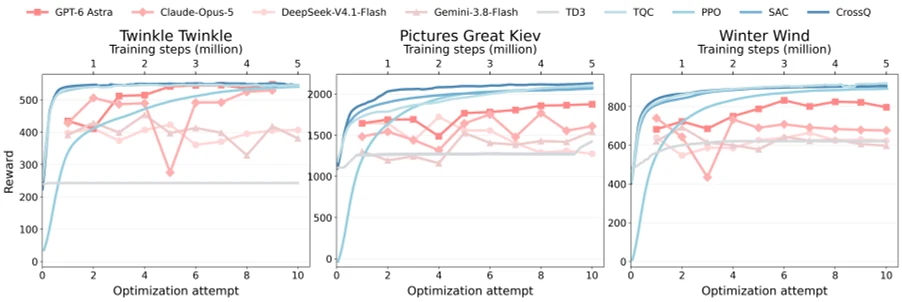 GPT-6 Astra Claude-Opus-5 DeepSeek-V4.1-Flash Gemini-3.8-Flash TD3 TQC PPO SAC CrossQ
Twinkle Twinkle
Training steps (million)
1 2 3 4 5
Reward
500
400
300
200
100
0
0 2 4 6 8 10
Optimization attempt
Pictures Great Kiev
Training steps (million)
1 2 3 4 5
2000
1500
1000
500
0
0 2 4 6 8 10
Optimization attempt
Winter Wind
Training steps (million)
1 2 3 4 5
800
600
400
200
0
0 2 4 6 8 10
Optimization attempt